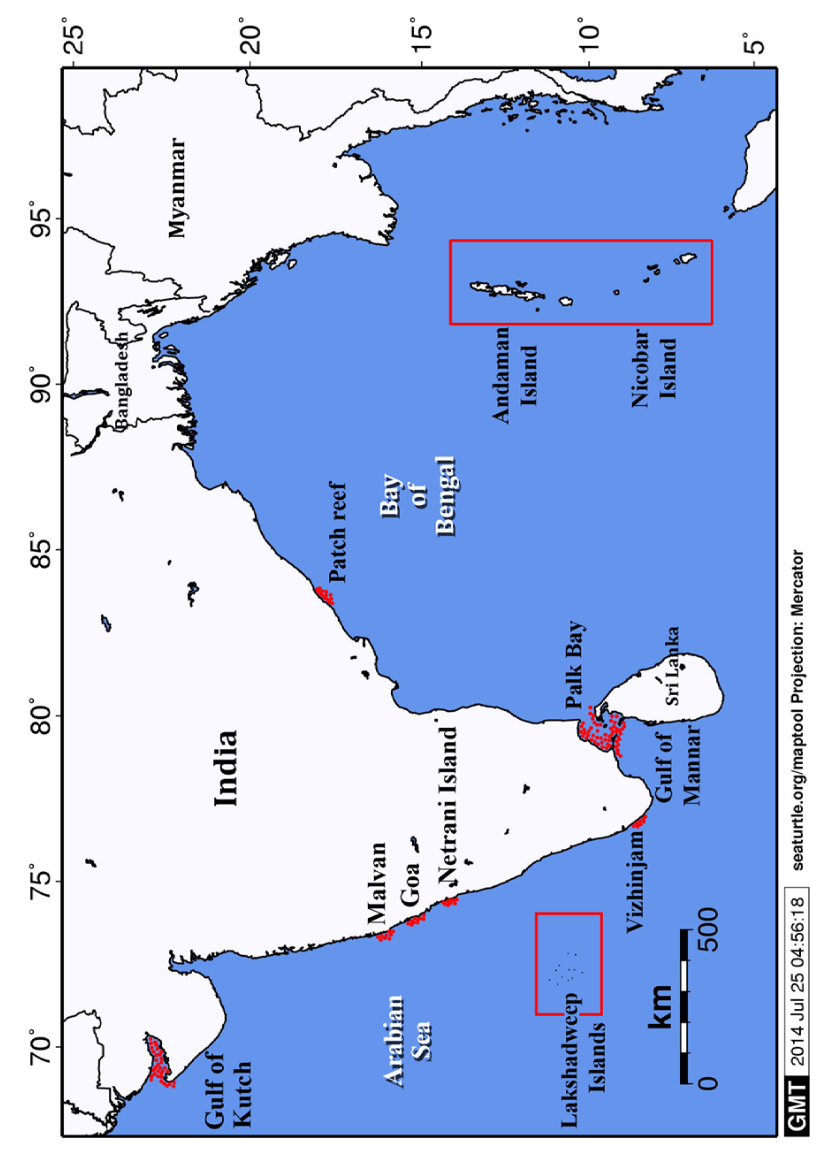 25°
20°
15°
10°
5°
95°
90°
85°
80°
75°
70°
Myanmar
Bangladesh
India
Patch reef
Bay
of
Bengal
Andaman
Island
Nicobar
Island
Palk Bay
Sri Lanka
Gulf of
Mannar
Netrani Island
Goa
Malvan
Vizhinjam
Arabian
Sea
Lakshadweep
Islands
Gulf of
Kutch
km
0 500
GMT 2014 Jul 25 04:56:18 seaturtle.org/maptool Projection: Mercator